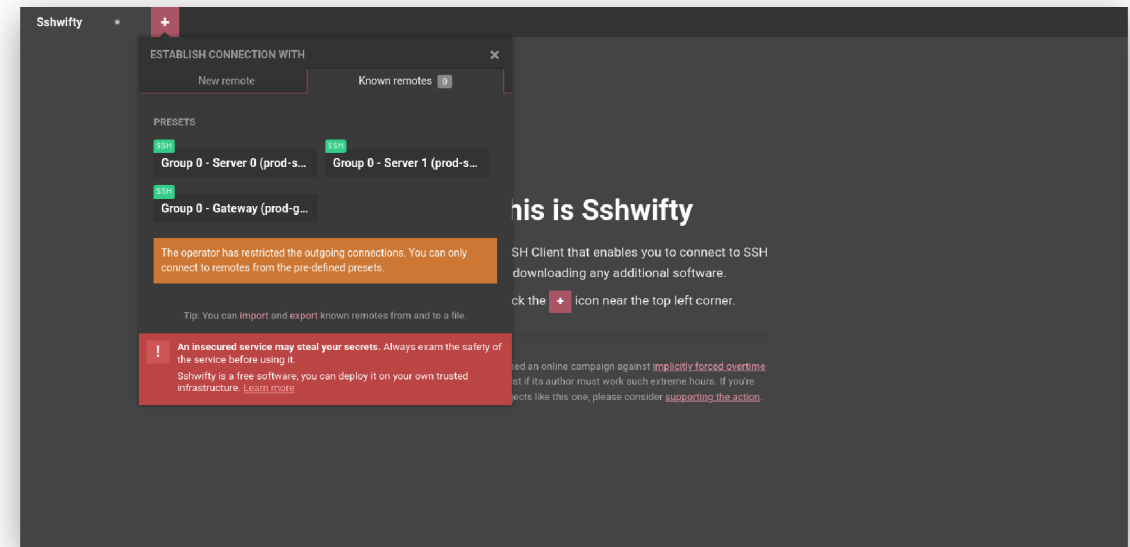 Sshwifty
+
ESTABLISH CONNECTION WITH ×
New remote Known remotes 0
PRESETS
SSH SSH
Group 0 - Server 0 (prod-s... Group 0 - Server 1 (prod-s...
SSH
Group 0 - Gateway (prod-g...
The operator has restricted the outgoing connections. You can only
connect to remotes from the pre-defined presets.
Tip: You can import and export known remotes from and to a file.
! An insecured service may steal your secrets. Always exam the safety of
the service before using it.
Sshwifty is a free software, you can deploy it on your own trusted
infrastructure. Learn more
his is Sshwifty
SH Client that enables you to connect to SSH
downloading any additional software.
ck the + icon near the top left corner.
ned an online campaign against implicitly forced overtime
st if its author must work such extreme hours. If you're
jects like this one, please consider supporting the action.